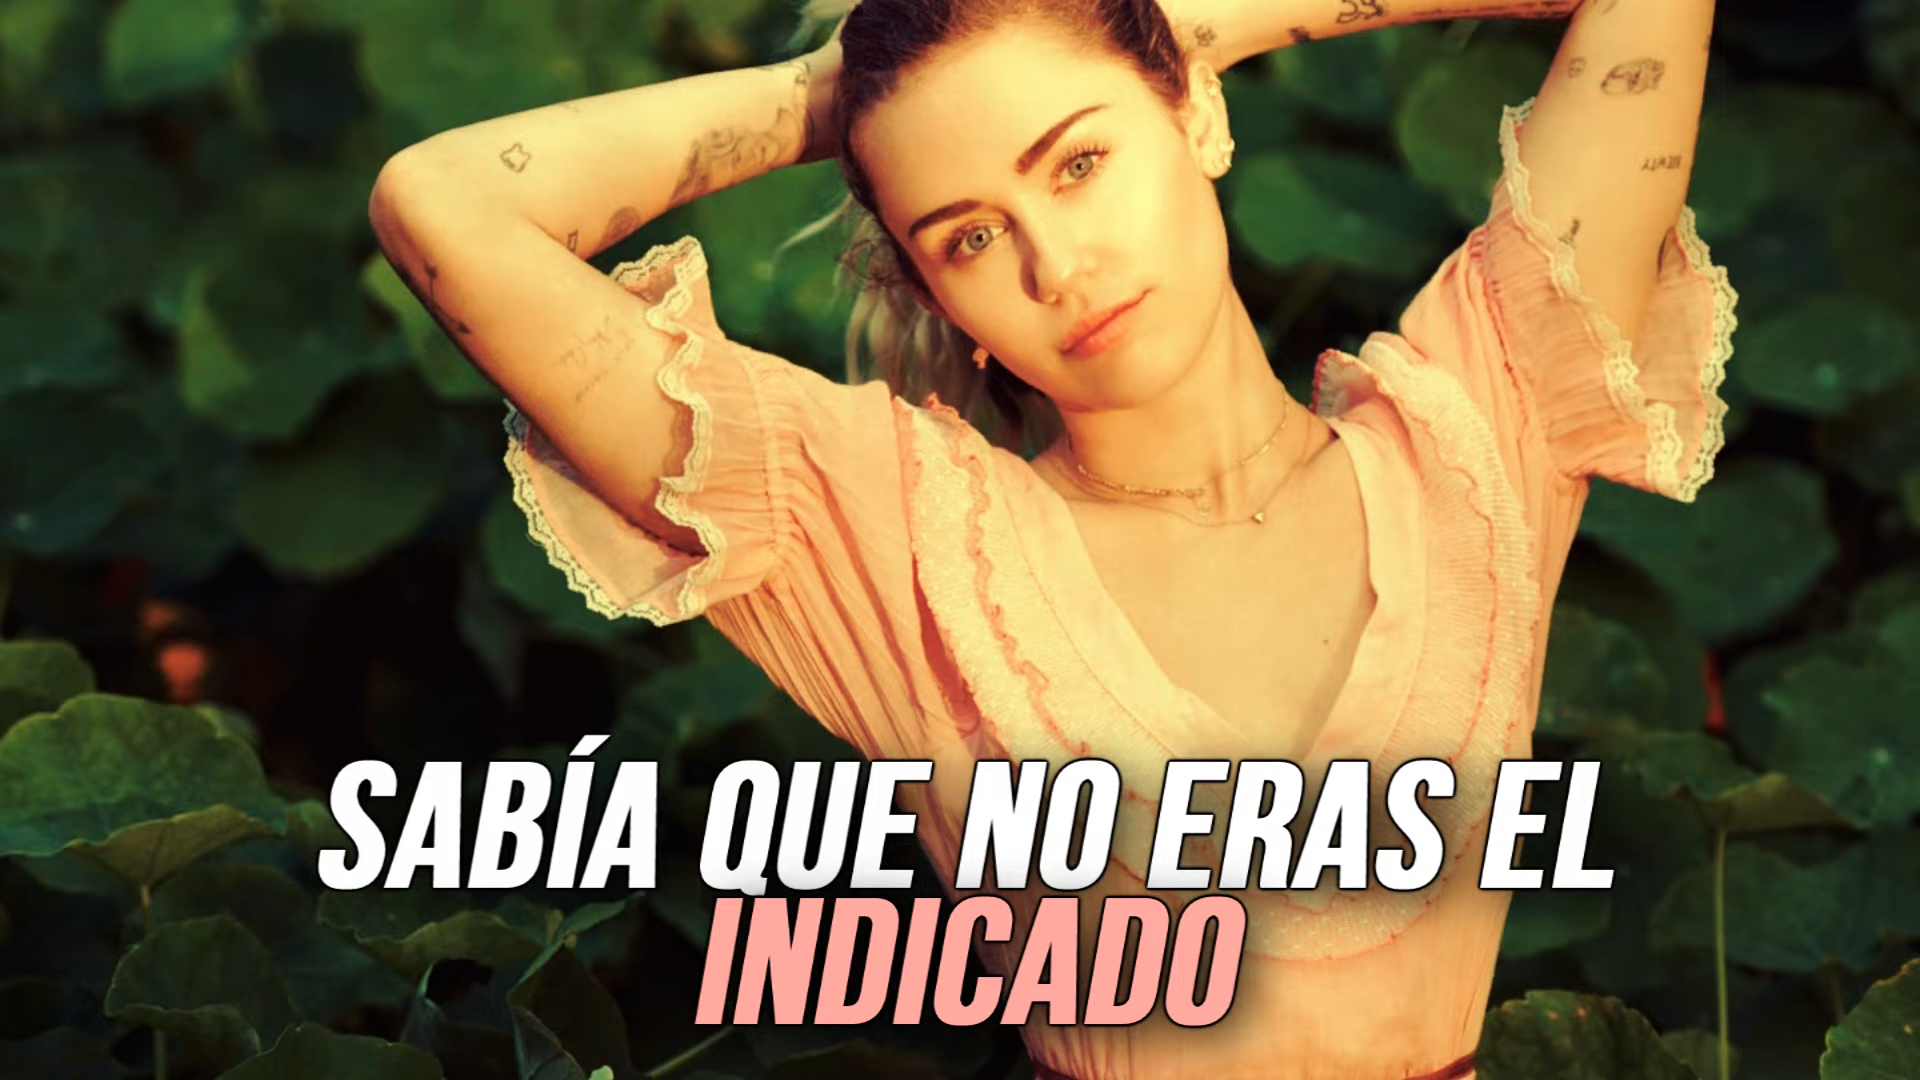 SABÍA QUE NO ERAS EL
INDICADO